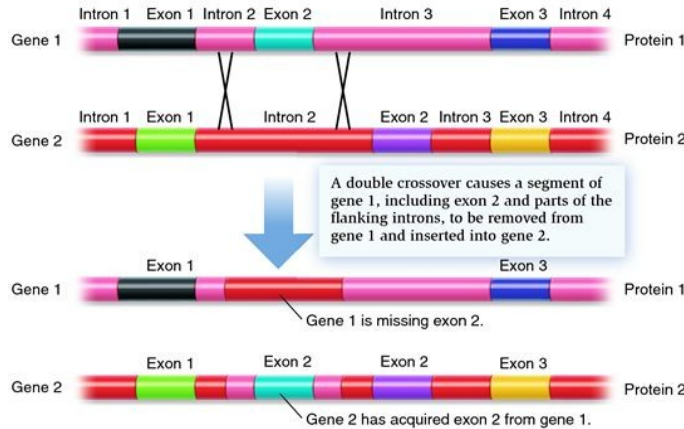 Intron 1 Exon 1 Intron 2 Exon 2 Intron 3 Exon 3 Intron 4
Gene 1 Protein 1
Intron 1 Exon 1 Intron 2 Exon 2 Intron 3 Exon 3 Intron 4
Gene 2 Protein 2
A double crossover causes a segment of
gene 1, including exon 2 and parts of the
flanking introns, to be removed from
gene 1 and inserted into gene 2.
Exon 1 Exon 3
Gene 1 Protein 1
Gene 1 is missing exon 2.
Exon 1 Exon 2 Exon 2 Exon 3
Gene 2 Protein 2
Gene 2 has acquired exon 2 from gene 1.